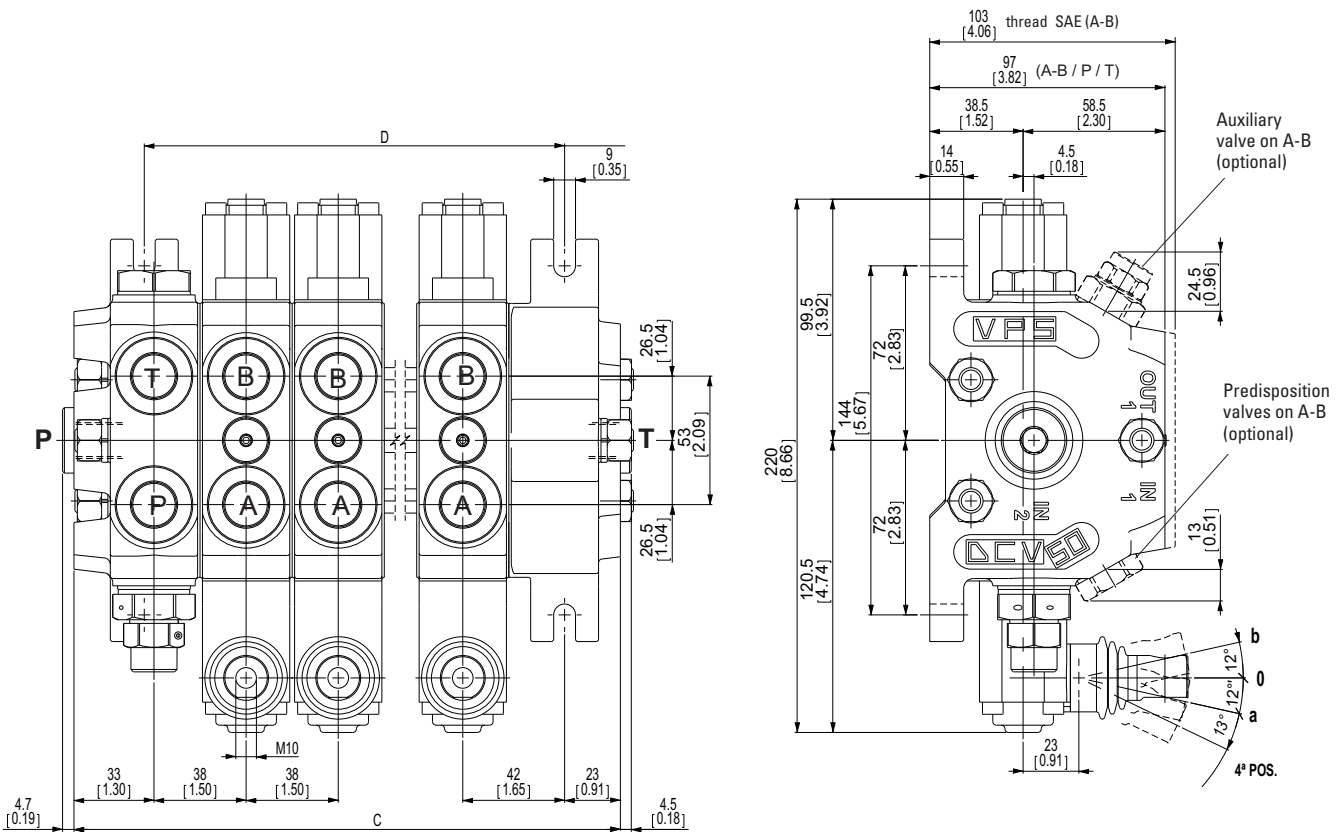 103
[4.06]
thread SAE (A-B)
97
[3.82]
(A-B / P / T)
38.5
[1.52]
58.5
[2.30]
14
[0.55]
4.5
[0.18]
Auxiliary
valve on A-B
(optional)
24.5
[0.96]
D
9
[0.35]
26.5
[1.04]
53
[2.09]
26.5
[1.04]
T
B
B
B
P
T
P
A
A
A
M10
33
[1.30]
38
[1.50]
38
[1.50]
42
[1.65]
23
[0.91]
4.7
[0.19]
C
4.5
[0.18]
220
[8.66]
99.5
[3.92]
120.5
[4.74]
144
[5.67]
72
[2.83]
72
[2.83]
VPS
OUT
1
IN
1
IN
2
DCV50
Predisposition
valves on A-B
(optional)
13
[0.51]
b
12°
0
12°
a
13°
4ª POS.
23
[0.91]